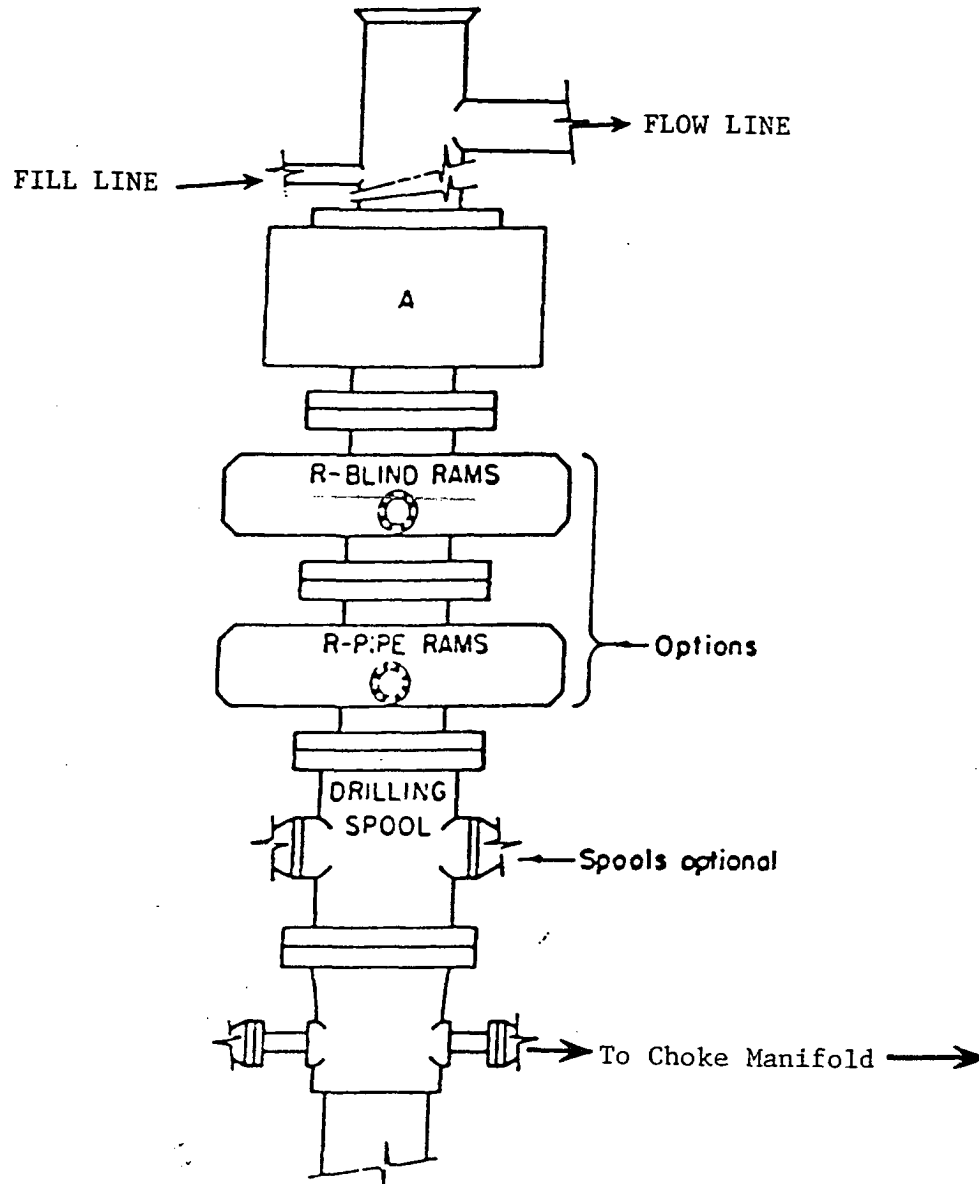 FLOW LINE
FILL LINE
A
R-BLIND RAMS
R-PIPE RAMS
Options
DRILLING
SPOOL
Spools optional
To Choke Manifold